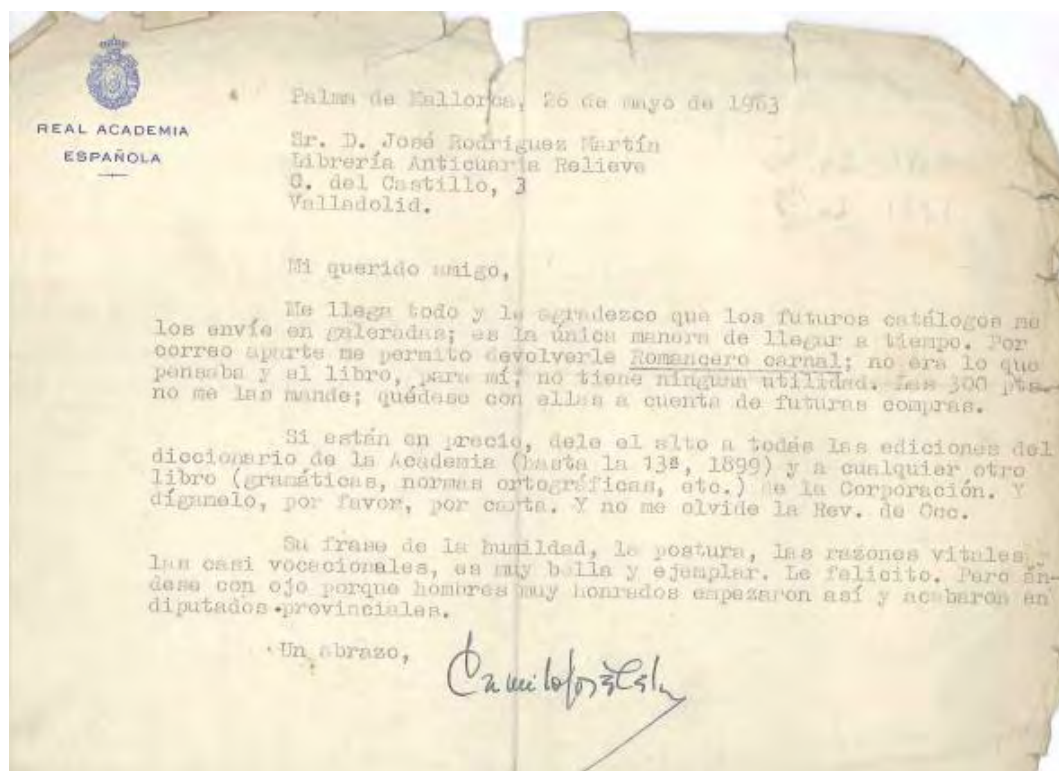 REAL ACADEMIA
ESPAÑOLA
Palma de Mallorca, 26 de mayo de 1963
Sr. D. José Rodriguez Martín
Librería Anticuaria Relieve
C. del Castillo, 3
Valladolid.
Mi querido amigo,
Me llega todo y le agradezco que los futuros catálogos me
los envíe en galeradas; es la única manera de llegar a tiempo. Por
correo aparte me permito devolverle Romancero carnal; no era lo que
pensaba y el libro, para mí, no tiene ninguna utilidad. Las 300 pts.
no me las mande; quédese con ellas a cuenta de futuras compras.
Si están en precio, dele el alto a todas las ediciones del
diccionario de la Academia (hasta la 13ª, 1899) y a cualquier otro
libro (gramáticas, normas ortográficas, etc.) de la Corporación. Y
dígamelo, por favor, por carta. Y no me olvide la Rev. de Occ.
Su frase de la humildad, la postura, las razones vitales,
las casi vocacionales, es muy bella y ejemplar. Le felicito. Pero án-
dese con ojo porque hombres muy honrados empezaron así y acabaron en
diputados provinciales.
Un abrazo,
Camilo José Cela